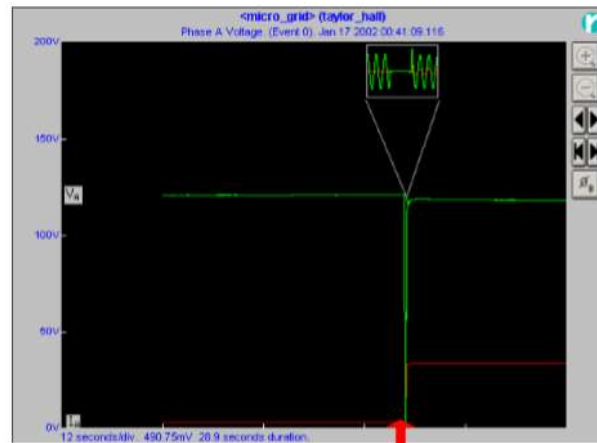 <micro_grid> (taylor_hall)
Phase A Voltage. (Event 0). Jan 17 2002 00:41:09.116
200V
150V
VA
100V
50V
0V
12 seconds/div. 490.75mV 28.9 seconds duration.